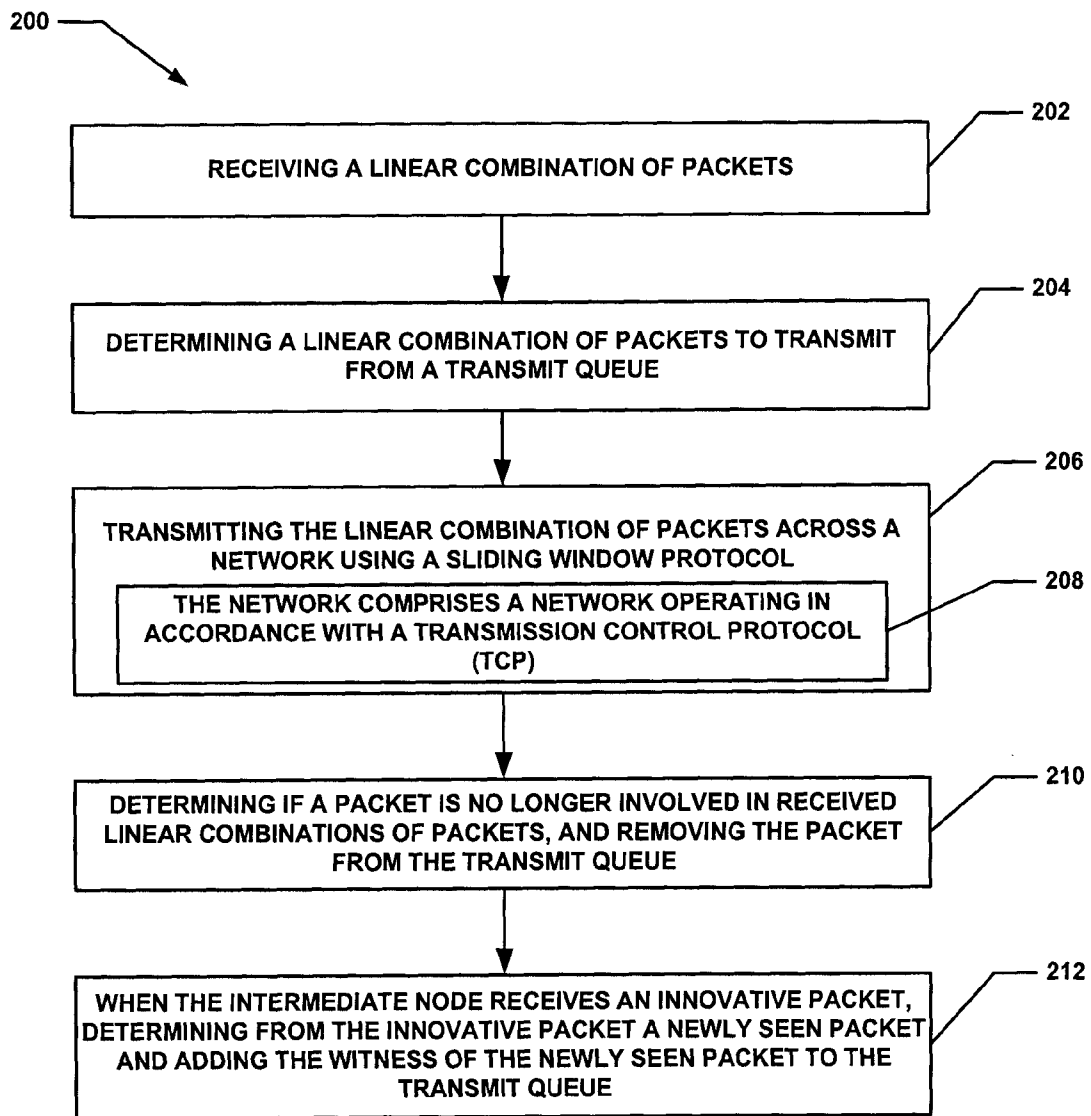 200
202
RECEIVING A LINEAR COMBINATION OF PACKETS
204
DETERMINING A LINEAR COMBINATION OF PACKETS TO TRANSMIT
FROM A TRANSMIT QUEUE
206
TRANSMITTING THE LINEAR COMBINATION OF PACKETS ACROSS A
NETWORK USING A SLIDING WINDOW PROTOCOL
208
THE NETWORK COMPRISES A NETWORK OPERATING IN
ACCORDANCE WITH A TRANSMISSION CONTROL PROTOCOL
(TCP)
210
DETERMINING IF A PACKET IS NO LONGER INVOLVED IN RECEIVED
LINEAR COMBINATIONS OF PACKETS, AND REMOVING THE PACKET
FROM THE TRANSMIT QUEUE
212
WHEN THE INTERMEDIATE NODE RECEIVES AN INNOVATIVE PACKET,
DETERMINING FROM THE INNOVATIVE PACKET A NEWLY SEEN PACKET
AND ADDING THE WITNESS OF THE NEWLY SEEN PACKET TO THE
TRANSMIT QUEUE